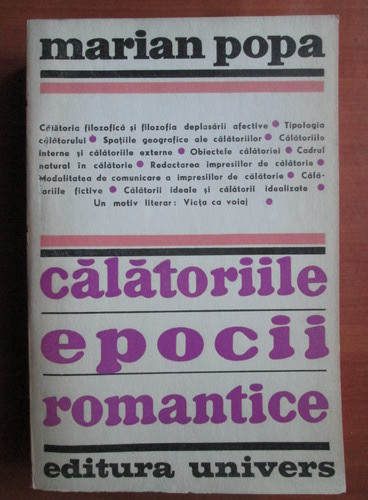 marian popa
Călătoria filozofică și filozofia deplasării afective ● Tipologia
călătorului ● Spațiile geografice ale călătoriilor ● Călătoriile
interne și călătoriile externe ● Obiectele călătoriei ● Cadrul
natural în călătorie ● Redactarea impresiilor de călătorie ●
Modalitatea de comunicare a impresiilor de călătorie ● Călă-
toriile fictive ● Călătorii ideale și călătorii idealizate ●
Un motiv literar: Viața ca voiaj ●
călătoriile
epocii
romantice
editura univers